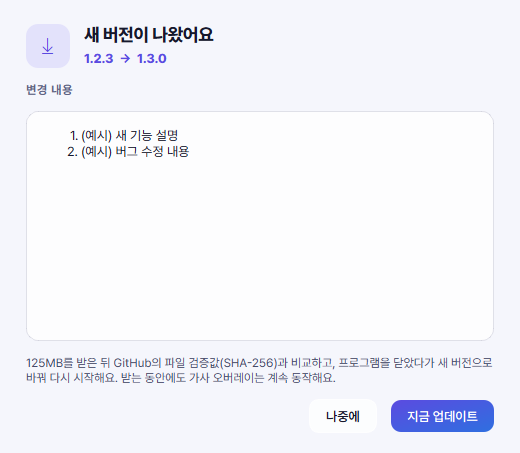 새 버전이 나왔어요
1.2.3 → 1.3.0
변경 내용
1. (예시) 새 기능 설명
2. (예시) 버그 수정 내용
125MB를 받은 뒤 GitHub의 파일 검증값(SHA-256)과 비교하고, 프로그램을 닫았다가 새 버전으로
바꿔 다시 시작해요. 받는 동안에도 가사 오버레이는 계속 동작해요.
나중에
지금 업데이트